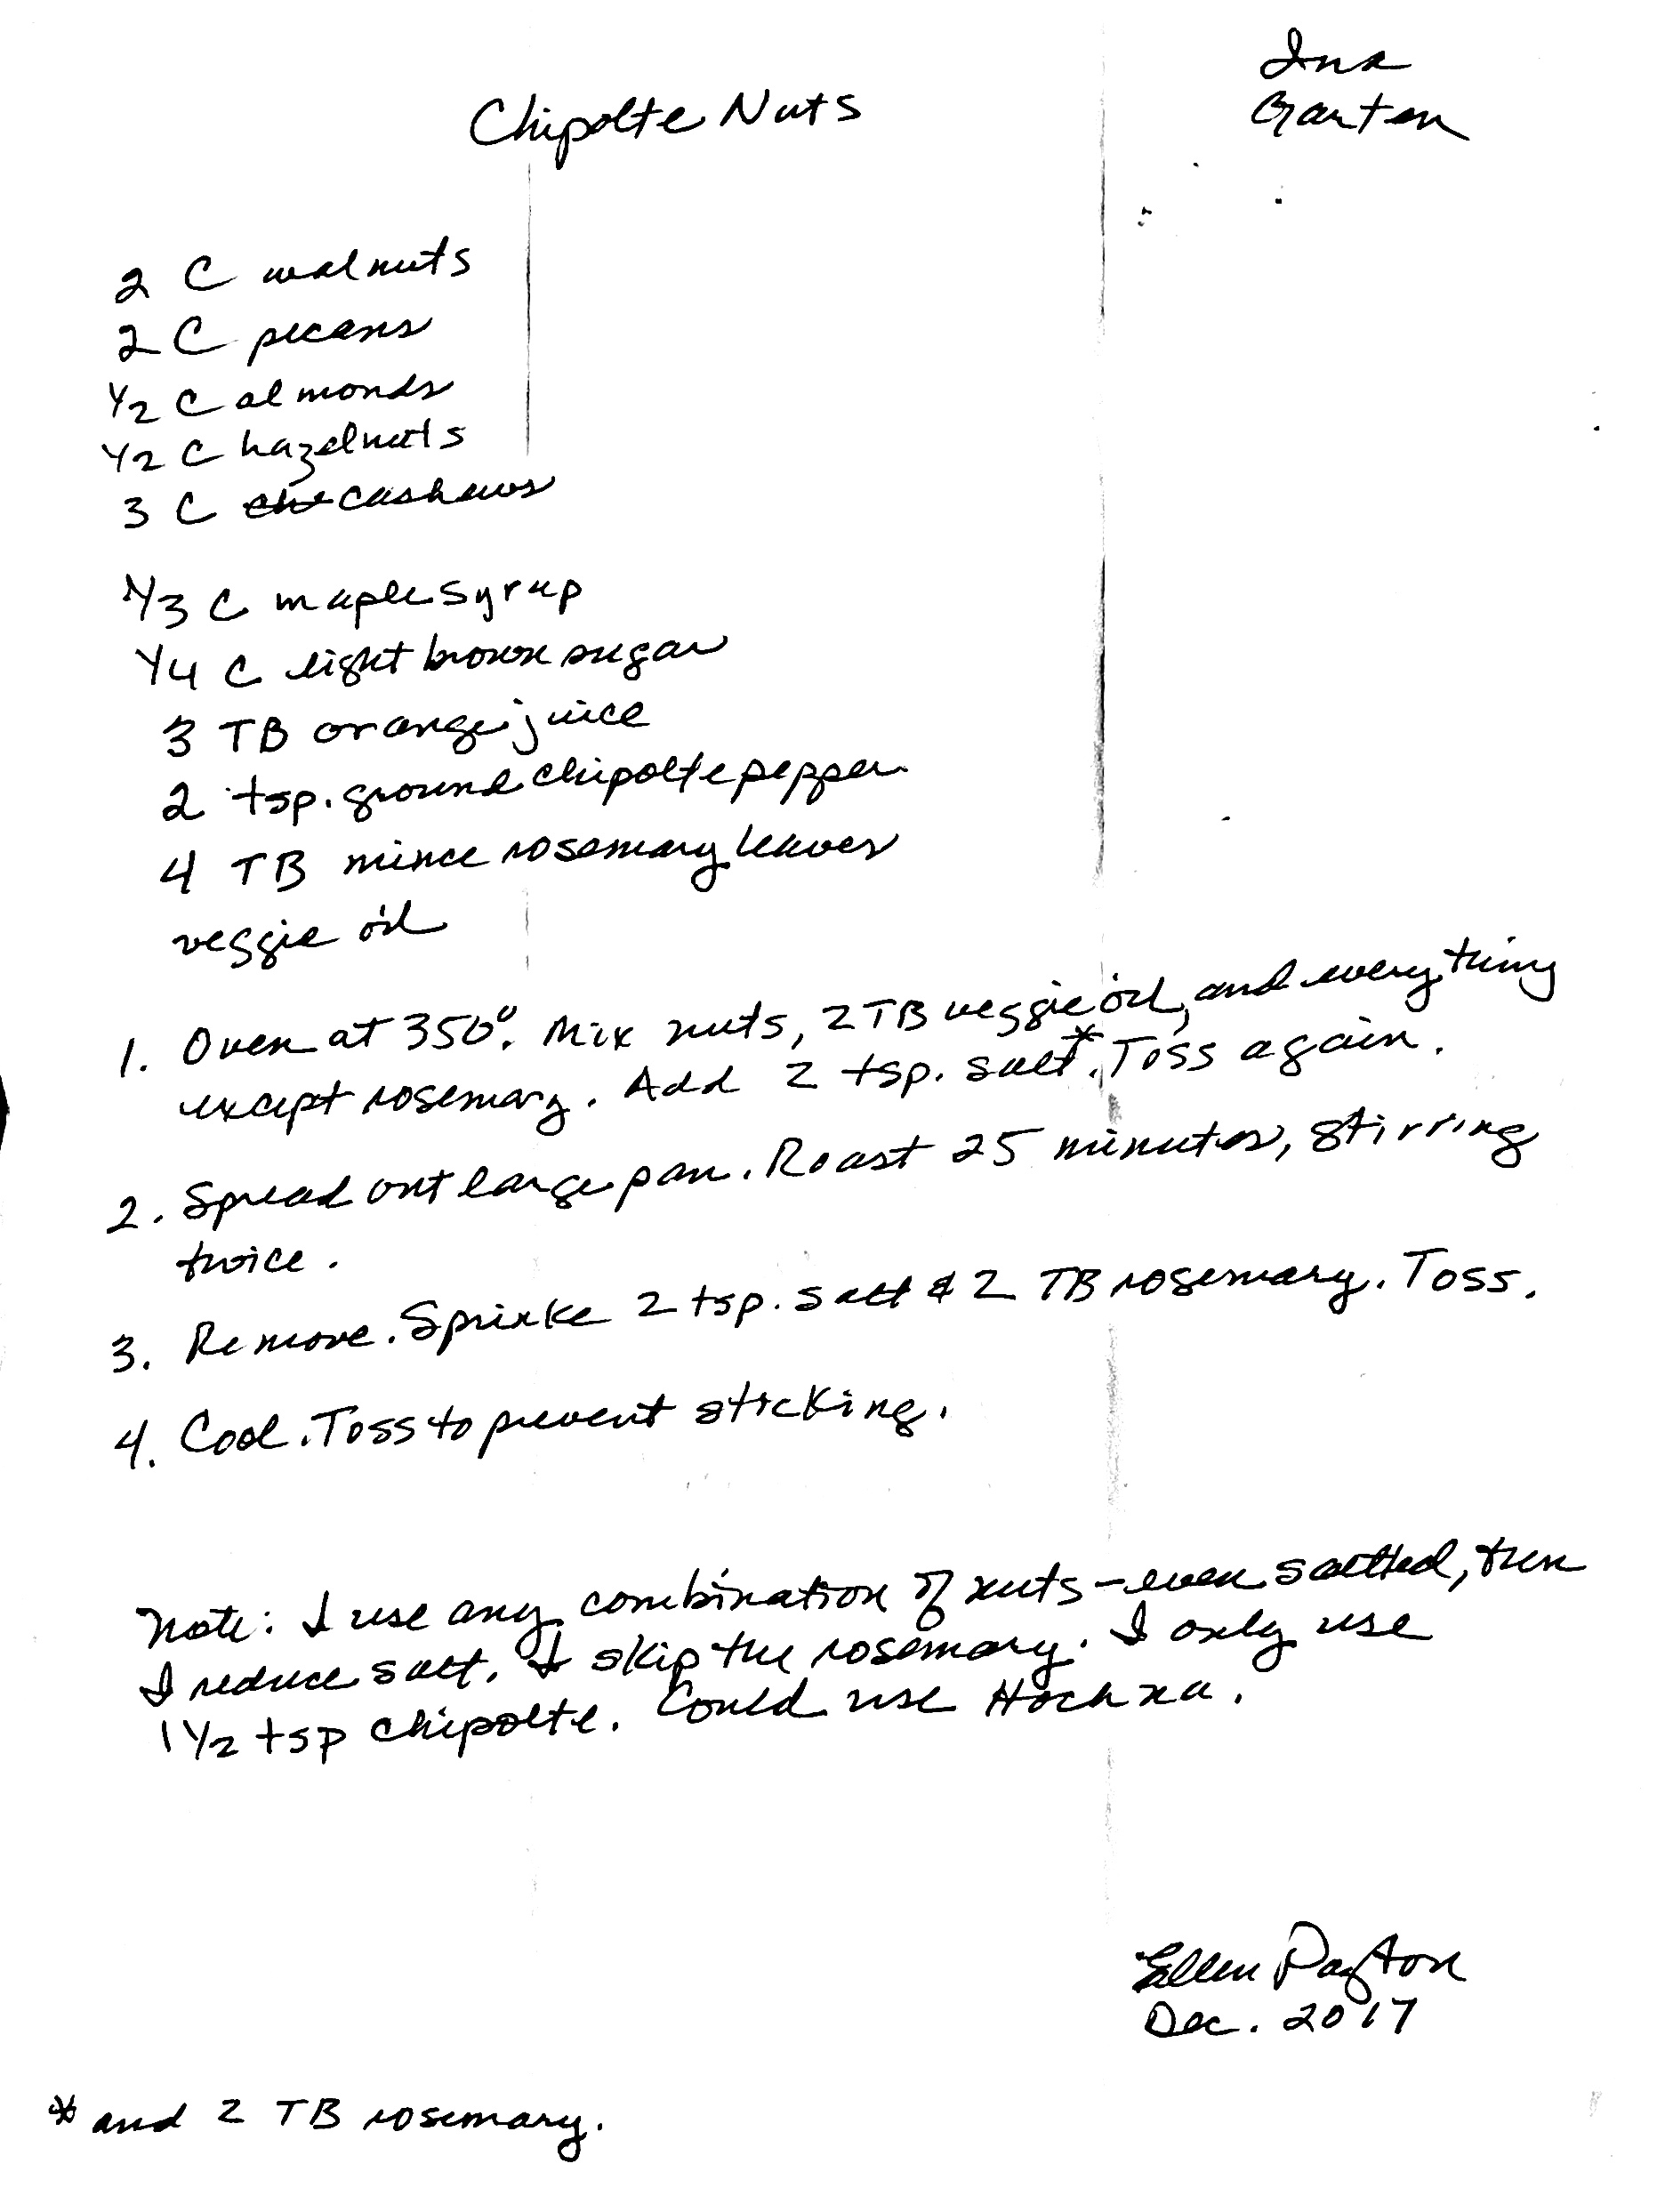 Ina
Garten
Chipolte Nuts
2 C walnuts
2 C pecans
1/2 C almonds
1/2 C hazelnuts
3 C cashews
1/3 C maple syrup
1/4 C light brown sugar
3 TB orange juice
2 tsp. ground chipolte pepper
4 TB mince rosemary leaves
veggie oil
1. Oven at 350°. Mix nuts, 2 TB veggie oil, and everything
except rosemary. Add 2 tsp. salt*. Toss again.
2. Spread ont large pan. Roast 25 minutes, stirring
twice.
3. Remove. Sprinke 2 tsp. salt & 2 TB rosemary. Toss.
4. Cool. Toss to prevent sticking.
Note: I use any combination of nuts - even saltted, then
I reduce salt. I skip the rosemary. I only use
1 1/2 tsp chipolte. Could use
Ellen Payton
Dec. 2017
* and 2 TB rosemary.